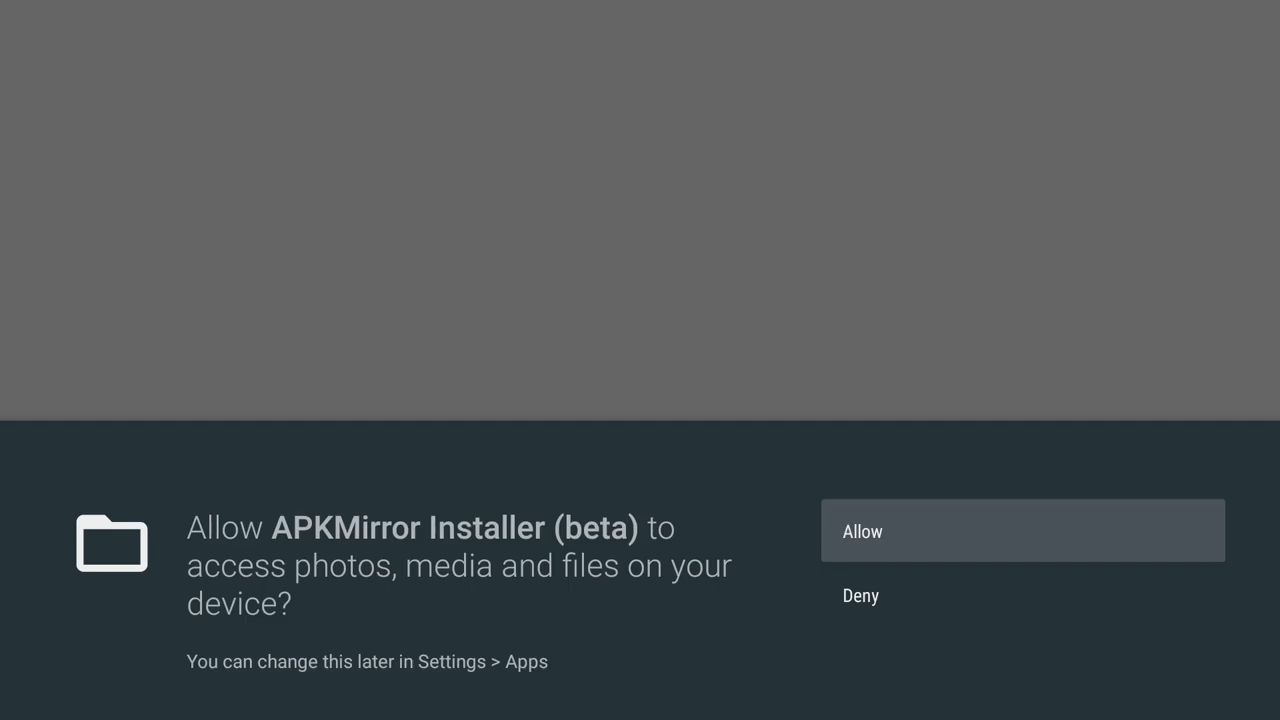 Allow APKMirror Installer (beta) to
access photos, media and files on your
device?
You can change this later in Settings > Apps
Allow
Deny